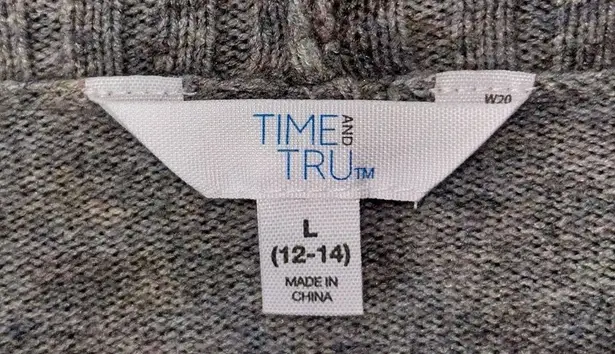 W20
TIME AND
TRU™
L
(12-14)
MADE IN
CHINA